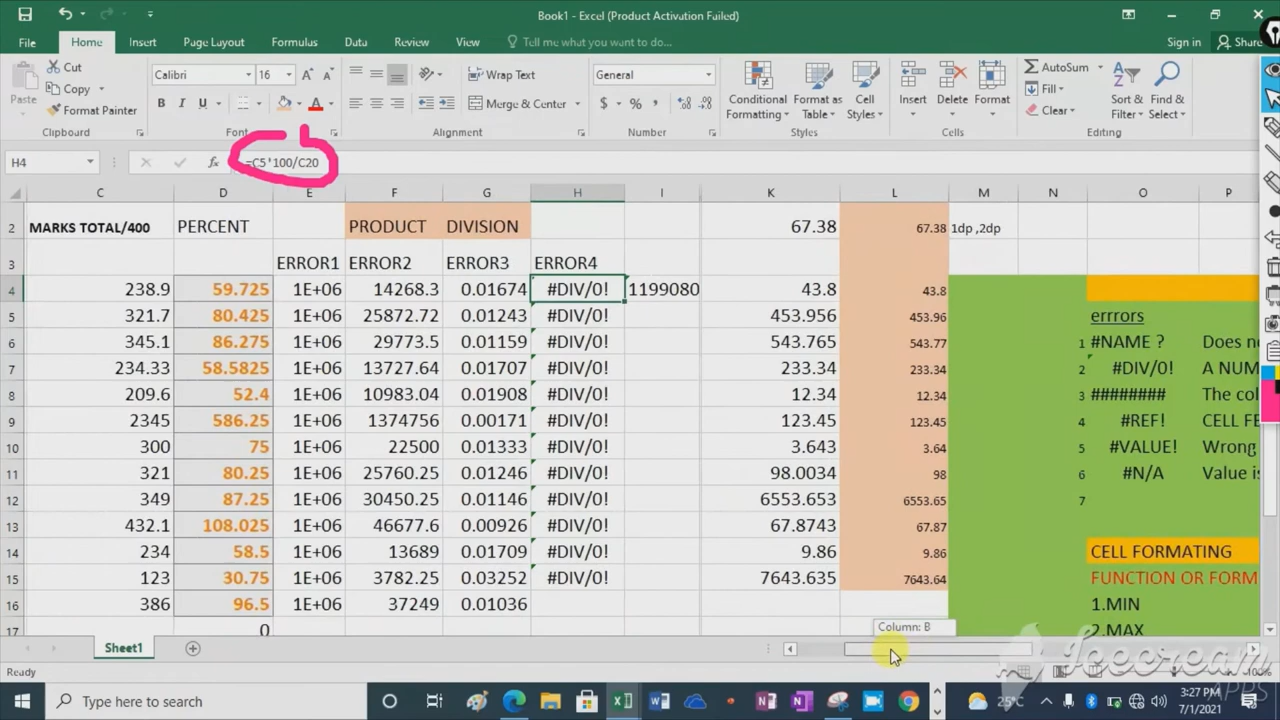 Book1 - Excel (Product Activation Failed)
File Home Insert Page Layout Formulas Data Review View Tell me what you want to do... Sign in Share
Cut Calibri 16 Wrap Text General AutoSum
Copy Fill
Paste Format Painter Merge & Center Conditional Formatting Format as Table Cell Styles Insert Delete Format Clear Sort & Filter Find & Select
Clipboard Font Alignment Number Styles Cells Editing
H4 fx =C5*100/C20
C D E F G H I K L M N O P
2 MARKS TOTAL/400 PERCENT PRODUCT DIVISION 67.38 67.38 1dp ,2dp
3 ERROR1 ERROR2 ERROR3 ERROR4
4 238.9 59.725 1E+06 14268.3 0.01674 #DIV/0! 1199080 43.8 43.8
5 321.7 80.425 1E+06 25872.72 0.01243 #DIV/0! 453.956 453.96 errrors
6 345.1 86.275 1E+06 29773.5 0.01159 #DIV/0! 543.765 543.77 1 #NAME ? Does no
7 234.33 58.5825 1E+06 13727.64 0.01707 #DIV/0! 233.34 233.34 2 #DIV/0! A NUM
8 209.6 52.4 1E+06 10983.04 0.01908 #DIV/0! 12.34 12.34 3 ######## The col
9 2345 586.25 1E+06 1374756 0.00171 #DIV/0! 123.45 123.45 4 #REF! CELL FE
10 300 75 1E+06 22500 0.01333 #DIV/0! 3.643 3.64 5 #VALUE! Wrong
11 321 80.25 1E+06 25760.25 0.01246 #DIV/0! 98.0034 98 6 #N/A Value is
12 349 87.25 1E+06 30450.25 0.01146 #DIV/0! 6553.653 6553.65 7
13 432.1 108.025 1E+06 46677.6 0.00926 #DIV/0! 67.8743 67.87
14 234 58.5 1E+06 13689 0.01709 #DIV/0! 9.86 9.86 CELL FORMATING
15 123 30.75 1E+06 3782.25 0.03252 #DIV/0! 7643.635 7643.64 FUNCTION OR FORM
16 386 96.5 1E+06 37249 0.01036 1.MIN
17 0 Column: B 2.MAX
Sheet1
Ready 100%
Icecream
APPS
Type here to search 25°C 3:27 PM
7/1/2021